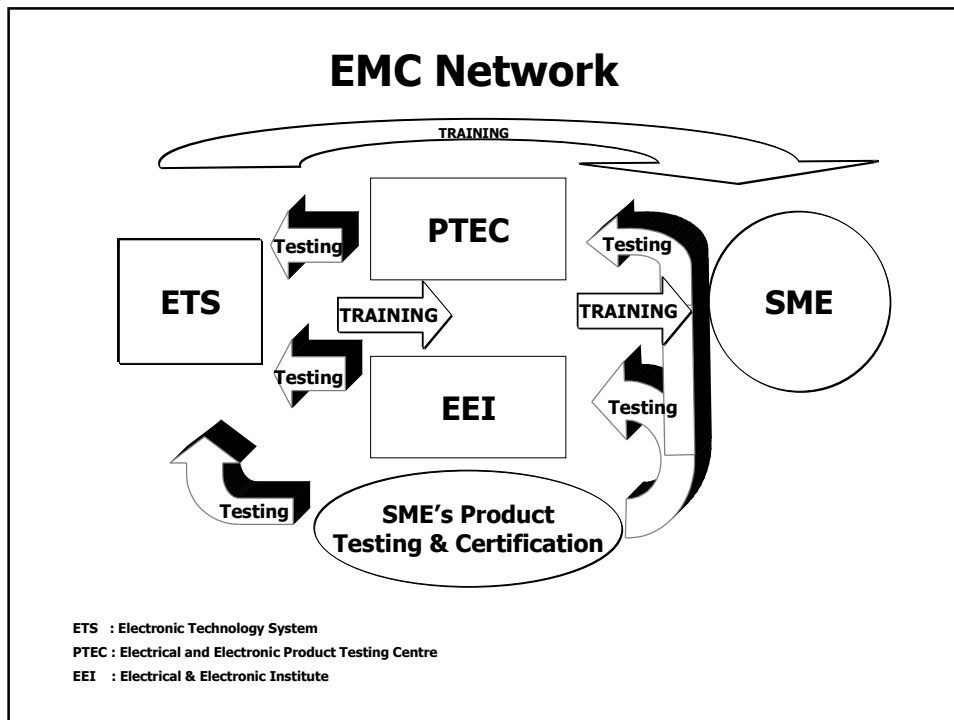 EMC Network
TRAINING
PTEC
Testing
Testing
ETS
SME
TRAINING
TRAINING
Testing
EEI
Testing
Testing
SME’s Product
Testing & Certification
ETS : Electronic Technology System
PTEC : Electrical and Electronic Product Testing Centre
EEI : Electrical & Electronic Institute